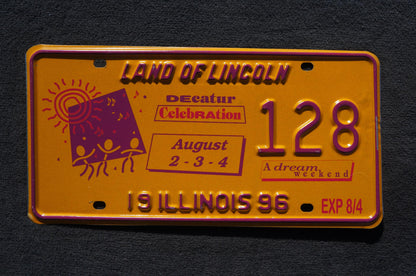 LAND OF LINCOLN
DECatur
CelebRATION
August
2 - 3 - 4
128
A dream
weekend
19 ILLINOIS 96
EXP 8/4